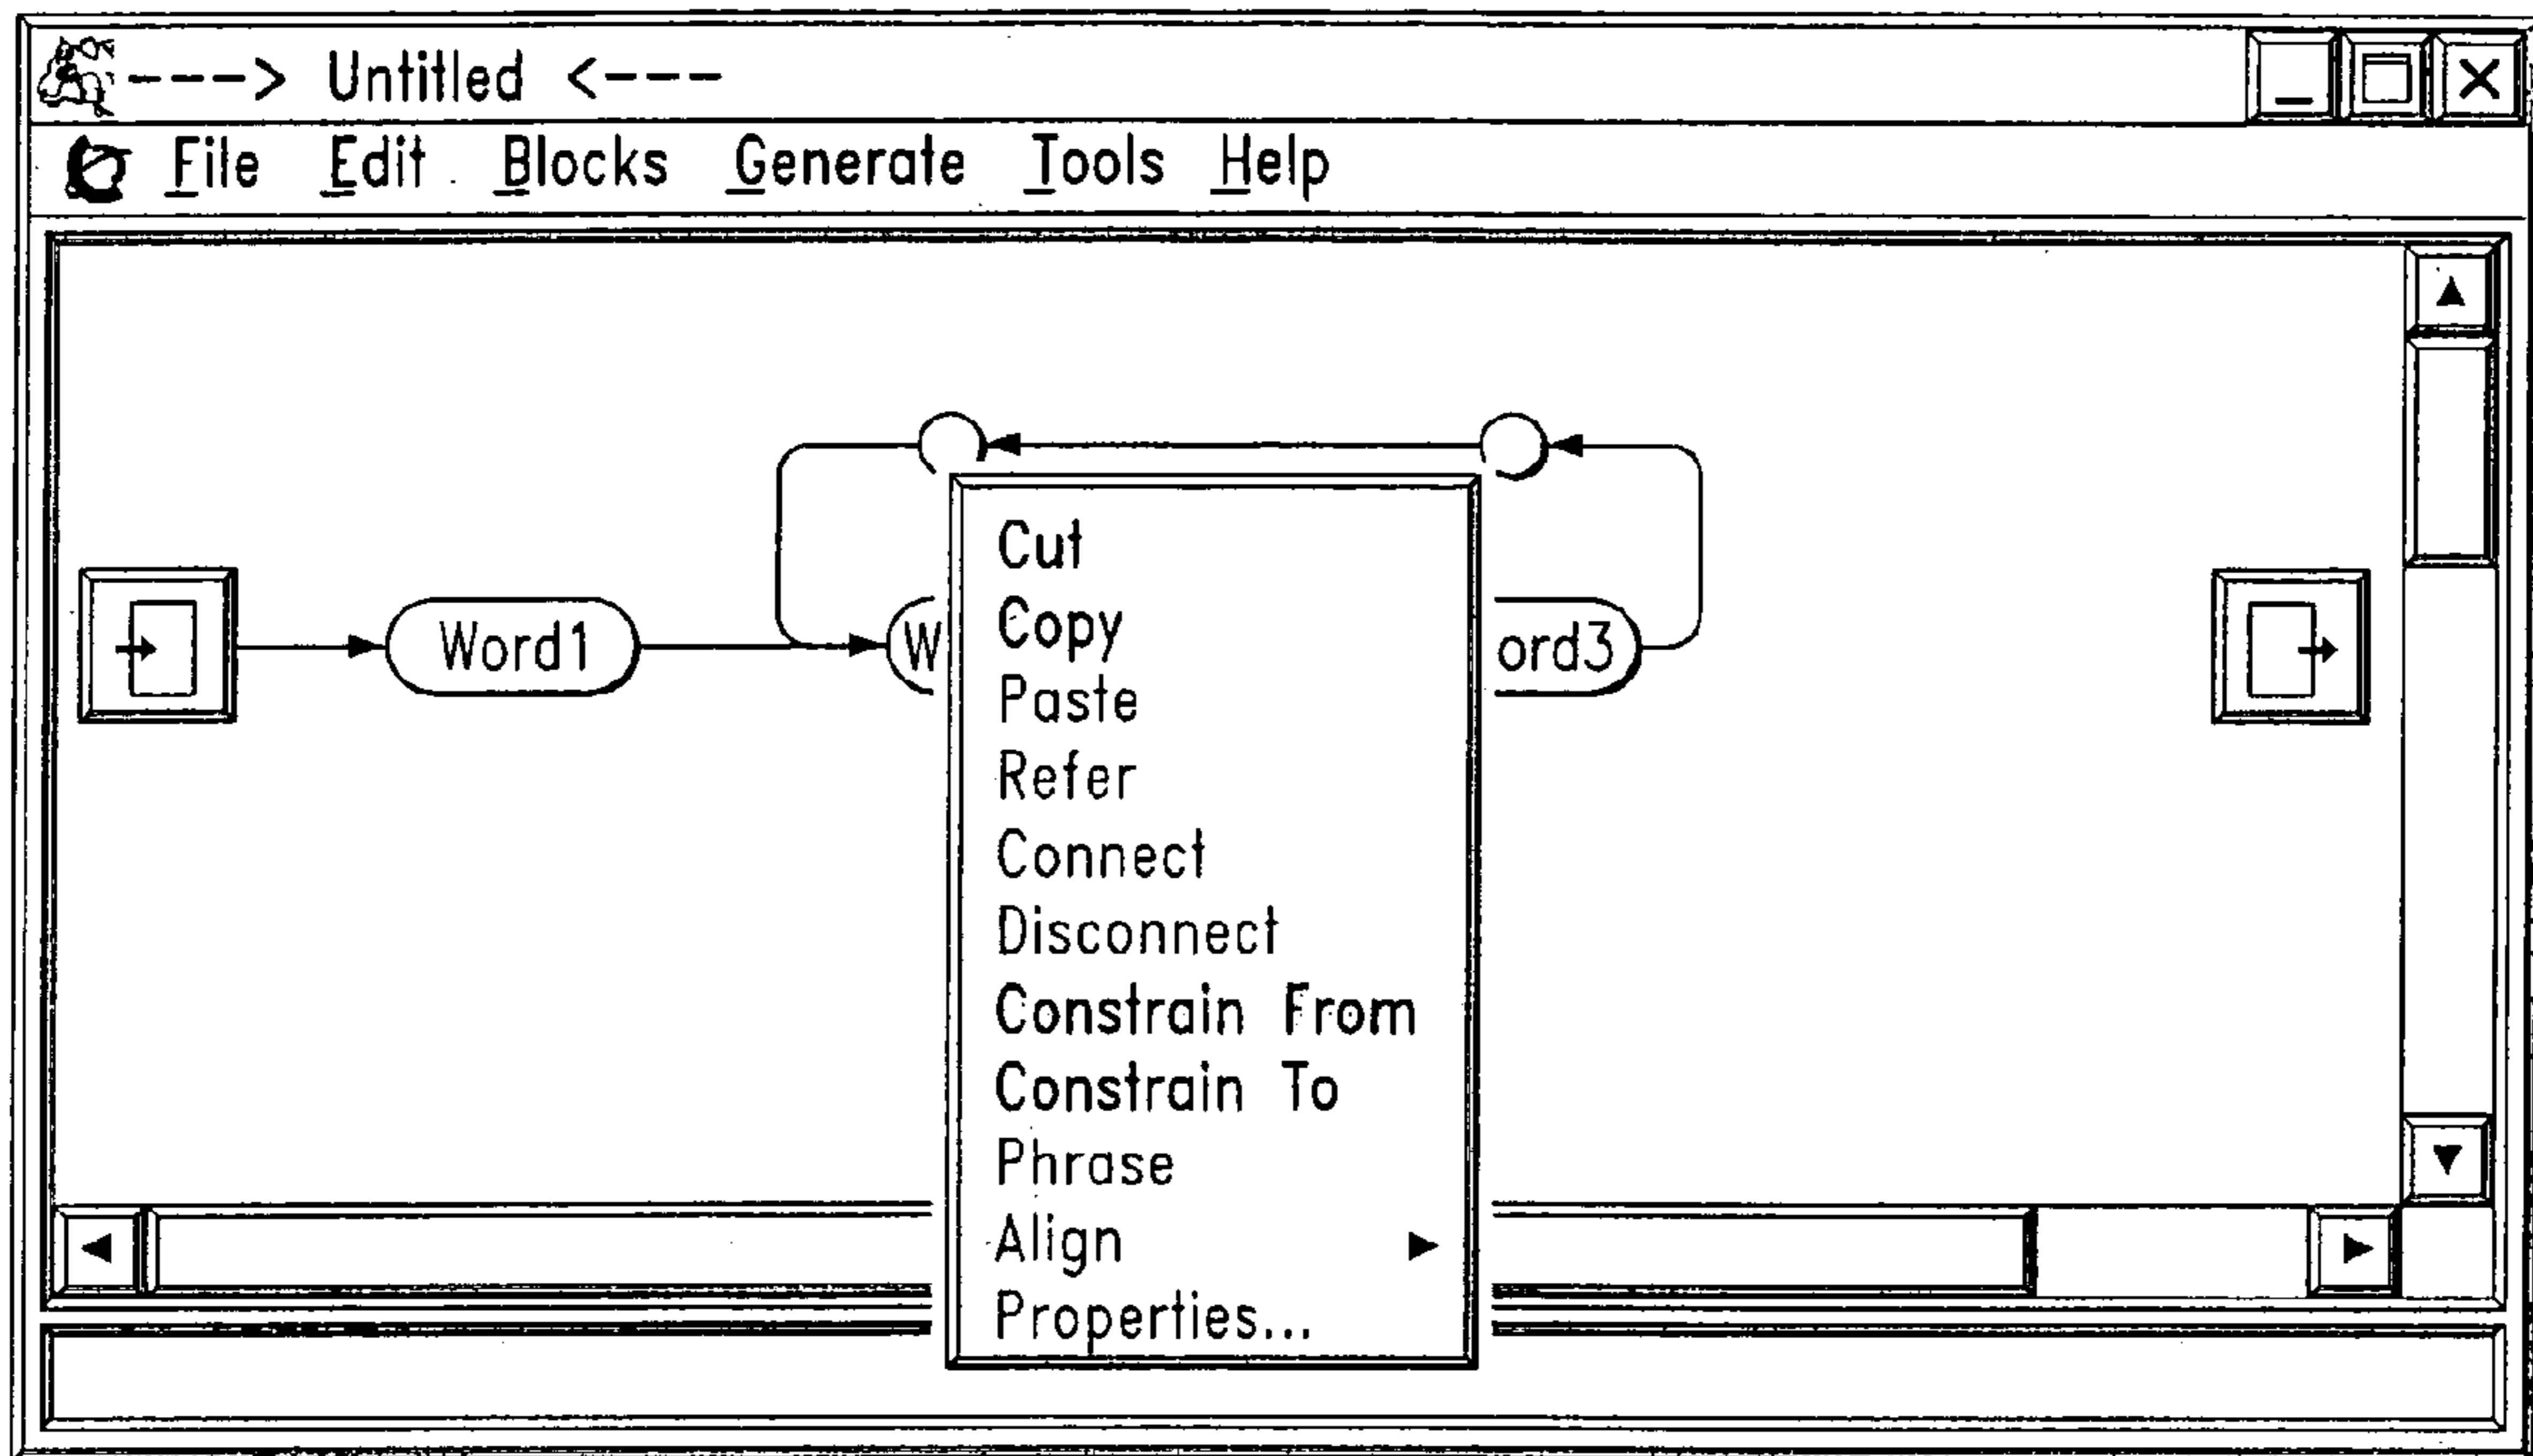 ---> Untitled <---
File Edit Blocks Generate Tools Help
Word1
W
ord3
Cut
Copy
Paste
Refer
Connect
Disconnect
Constrain From
Constrain To
Phrase
Align
Properties...